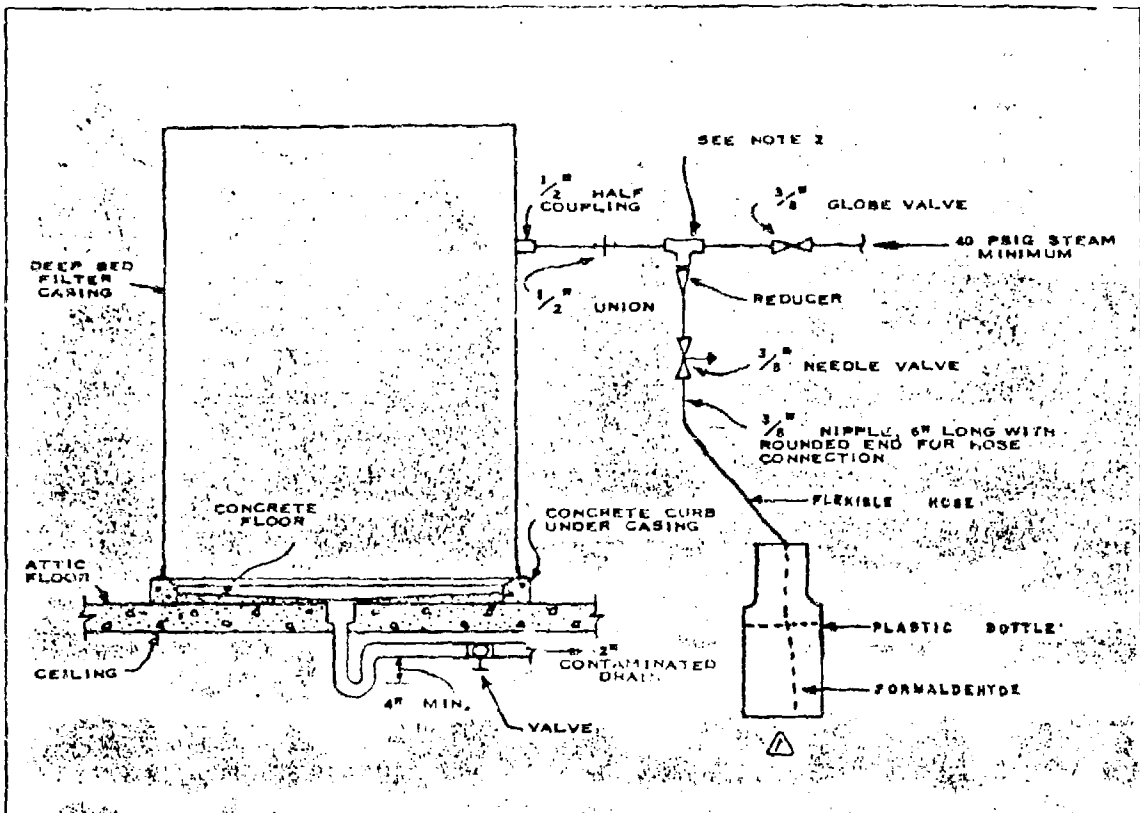 SEE NOTE 2
1/2" HALF
COUPLING
3/8" GLOBE VALVE
40 PSIG STEAM
MINIMUM
DEEP BED
FILTER
CASING
1/2" UNION
REDUCER
3/8" NEEDLE VALVE
3/8" NIPPLE, 6" LONG WITH
ROUNDED END FOR HOSE
CONNECTION
FLEXIBLE HOSE
CONCRETE
FLOOR
CONCRETE CURB
UNDER CASING
ATTIC
FLOOR
PLASTIC BOTTLE
CEILING
2"
CONTAMINATED
DRAIN
FORMALDEHYDE
4" MIN.
VALVE
1